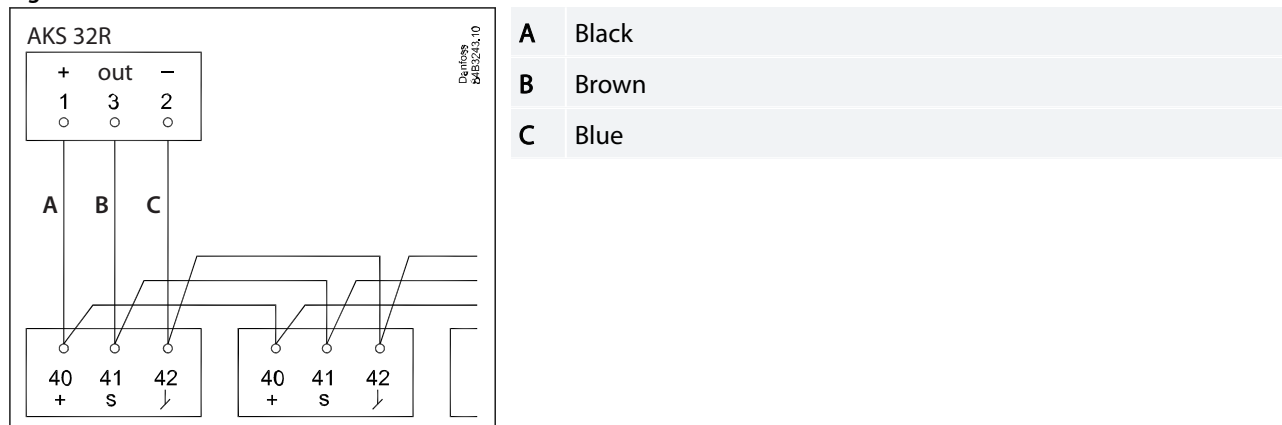 AKS 32R
Danfoss
84B3243.10
+ out −
1 3 2
A B C
40 41 42
+ s
40 41 42
+ s
A Black
B Brown
C Blue